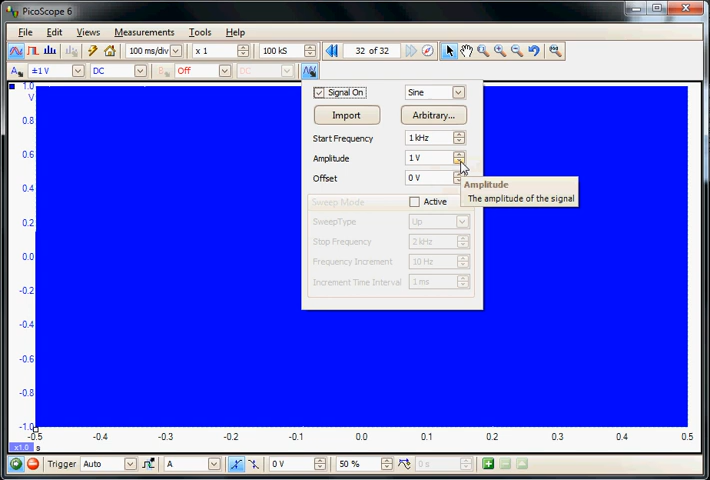 PicoScope 6
File Edit Views Measurements Tools Help
100 ms/div x 1 100 kS 32 of 32
A ±1 V DC B Off DC
1.0
V
0.8
0.6
0.4
0.2
0.0
-0.2
-0.4
-0.6
-0.8
-1.0
Signal On Sine
Import Arbitrary...
Start Frequency 1 kHz
Amplitude 1 V
Offset 0 V
Amplitude
The amplitude of the signal
Sweep Mode Active
SweepType Up
Stop Frequency 2 kHz
Frequency Increment 10 Hz
Increment Time Interval 1 ms
-0.5 -0.4 -0.3 -0.2 -0.1 0.0 0.1 0.2 0.3 0.4 0.5
x1.0 s
Trigger Auto A 0 V 50 % 0 s